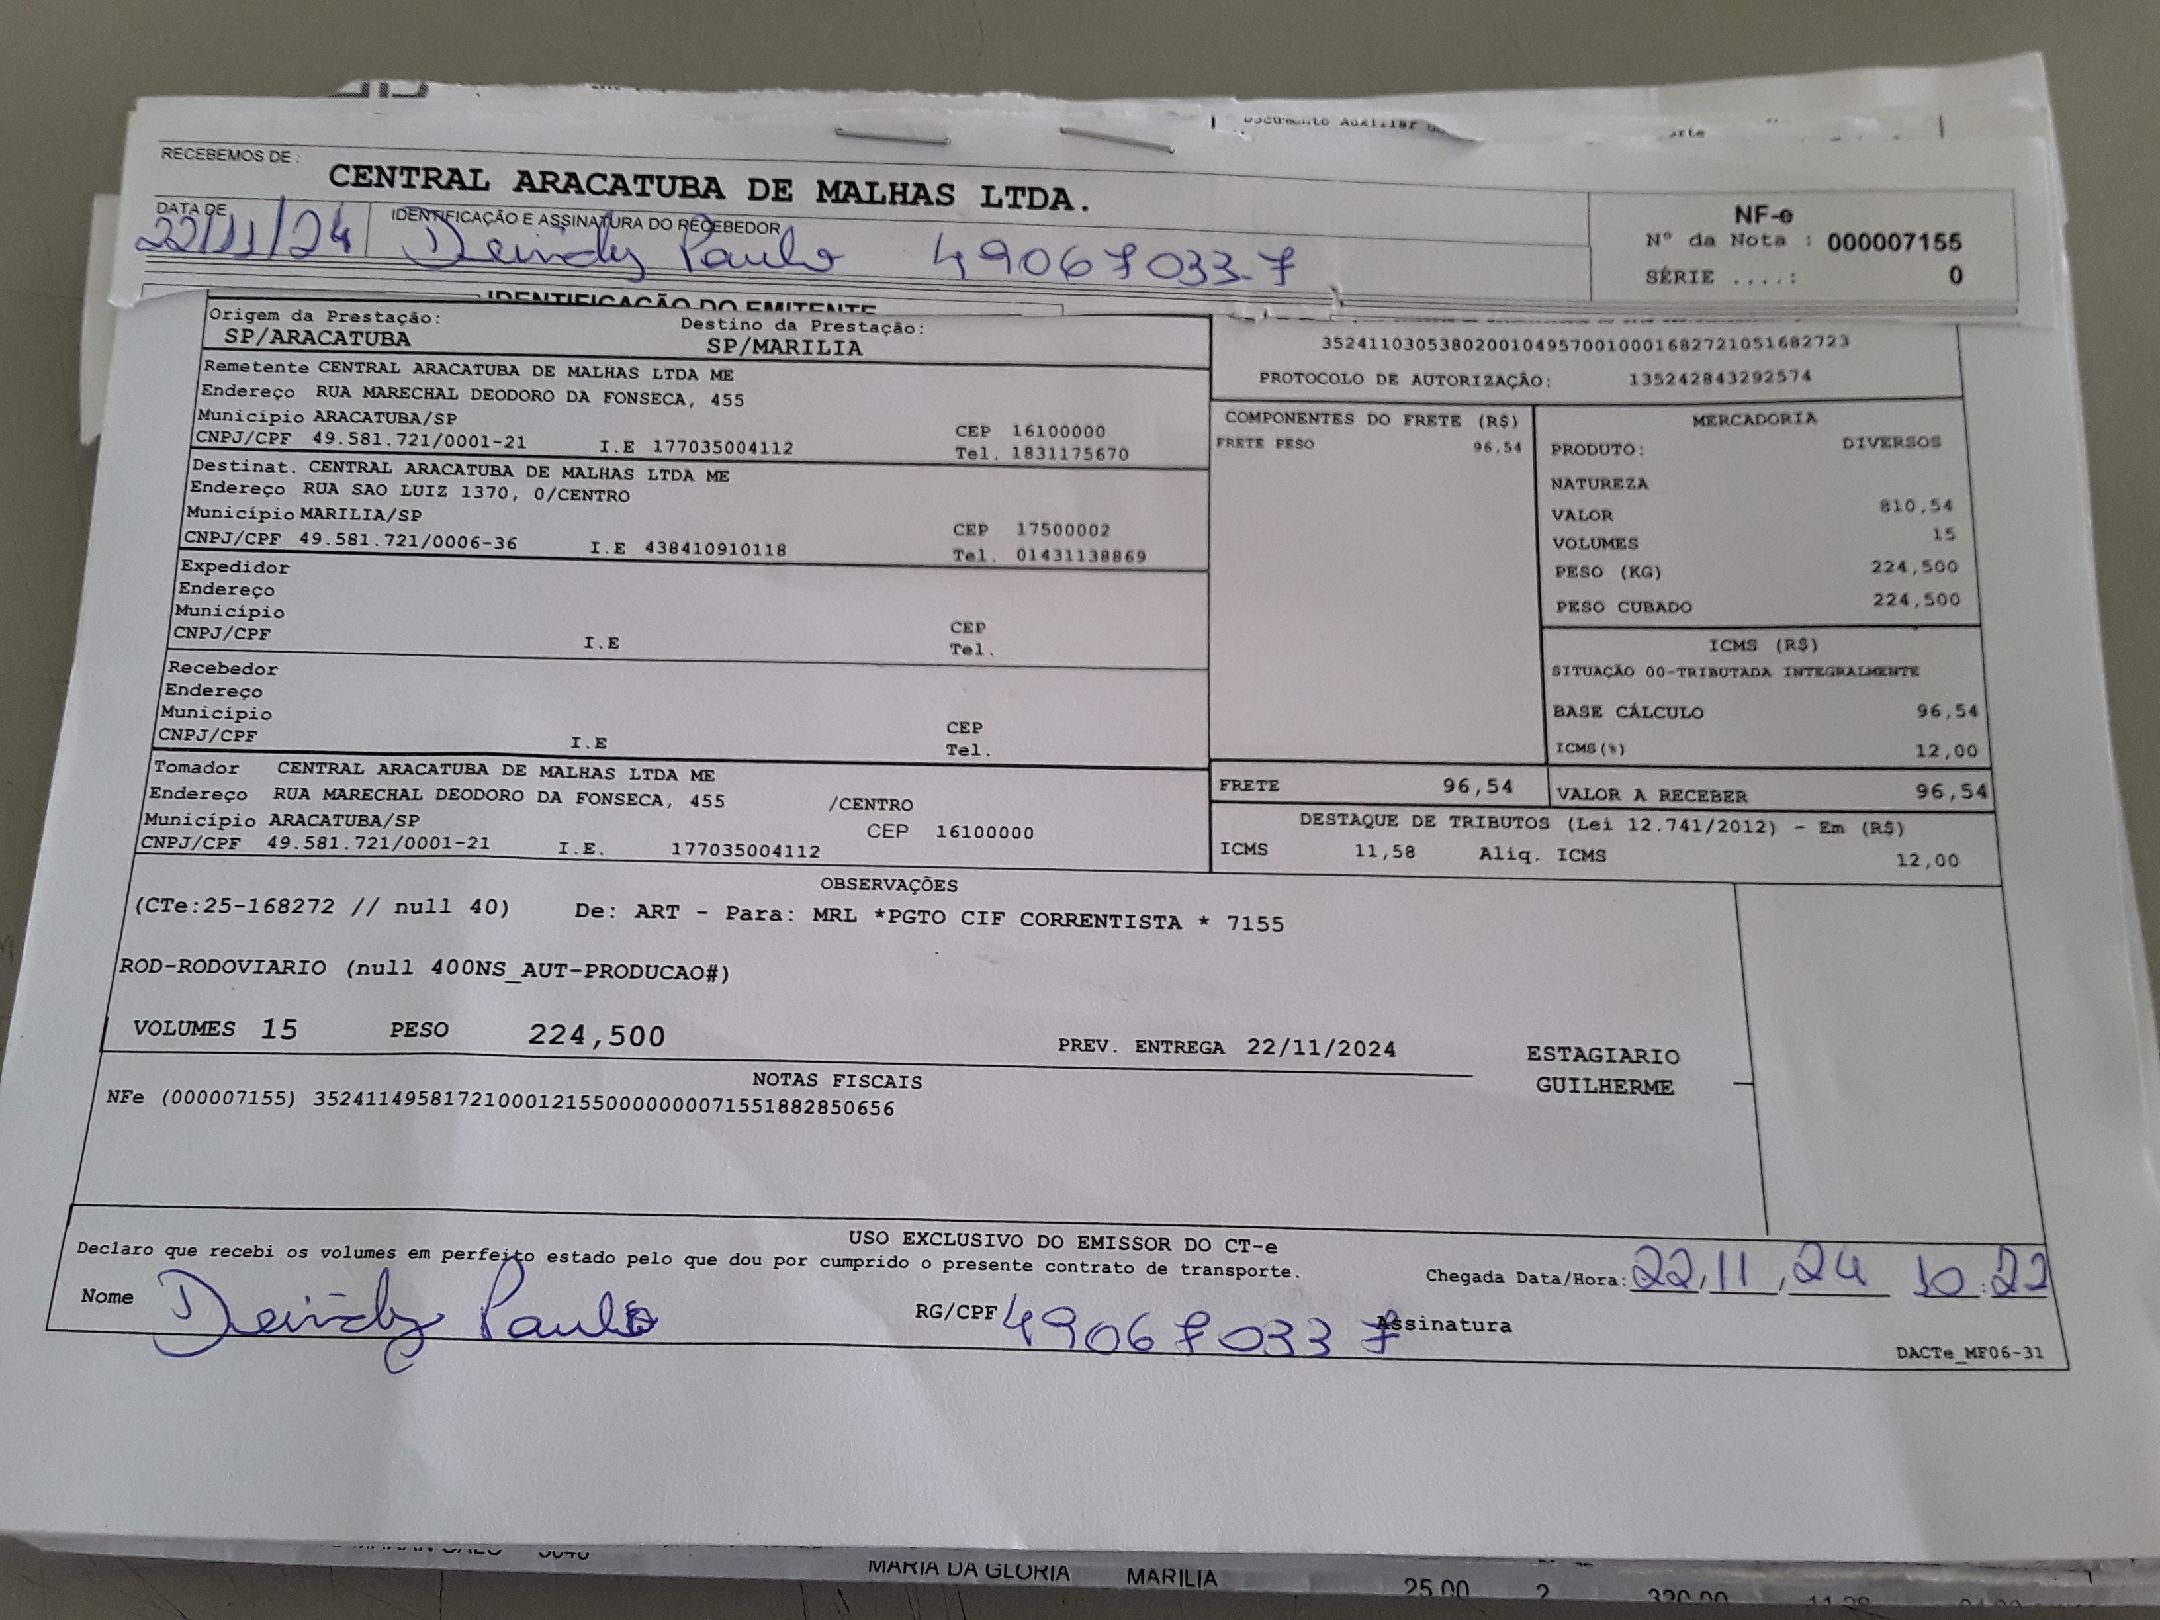 RECEBEMOS DE :
CENTRAL ARACATUBA DE MALHAS LTDA.
DATA DE
22/11/24
IDENTIFICAÇÃO E ASSINATURA DO RECEBEDOR
Paulo 49067033-7
NF-e
Nº da Nota : 000007155
SÉRIE ....: 0
Documento Auxiliar
IDENTIFICAÇÃO DO EMITENTE
Origem da Prestação: Destino da Prestação:
SP/ARACATUBA SP/MARILIA
35241103053802001049570010001682721051682723
PROTOCOLO DE AUTORIZAÇÃO: 135242843292574
Remetente CENTRAL ARACATUBA DE MALHAS LTDA ME
Endereço RUA MARECHAL DEODORO DA FONSECA, 455
Município ARACATUBA/SP CEP 16100000
CNPJ/CPF 49.581.721/0001-21 I.E 177035004112 Tel. 1831175670
Destinat. CENTRAL ARACATUBA DE MALHAS LTDA ME
Endereço RUA SAO LUIZ 1370, 0/CENTRO
Município MARILIA/SP CEP 17500002
CNPJ/CPF 49.581.721/0006-36 I.E 438410910118 Tel. 01431138869
Expedidor
Endereço
Município CEP
CNPJ/CPF I.E Tel.
Recebedor
Endereço
Município CEP
CNPJ/CPF I.E Tel.
Tomador CENTRAL ARACATUBA DE MALHAS LTDA ME
Endereço RUA MARECHAL DEODORO DA FONSECA, 455 /CENTRO
Município ARACATUBA/SP CEP 16100000
CNPJ/CPF 49.581.721/0001-21 I.E. 177035004112
COMPONENTES DO FRETE (R$)
FRETE PESO 96,54
MERCADORIA
PRODUTO: DIVERSOS
NATUREZA
VALOR 810,54
VOLUMES 15
PESO (KG) 224,500
PESO CUBADO 224,500
ICMS (R$)
SITUAÇÃO 00-TRIBUTADA INTEGRALMENTE
BASE CÁLCULO 96,54
ICMS(%) 12,00
FRETE 96,54 VALOR A RECEBER 96,54
DESTAQUE DE TRIBUTOS (Lei 12.741/2012) - Em (R$)
ICMS 11,58 Aliq. ICMS 12,00
OBSERVAÇÕES
(CTe:25-168272 // null 40) De: ART - Para: MRL *PGTO CIF CORRENTISTA * 7155
ROD-RODOVIARIO (null 400NS_AUT-PRODUCAO#)
VOLUMES 15 PESO 224,500 PREV. ENTREGA 22/11/2024
ESTAGIARIO
GUILHERME
NOTAS FISCAIS
NFe (000007155) 35241149581721000121550000000071551882850656
USO EXCLUSIVO DO EMISSOR DO CT-e
Declaro que recebi os volumes em perfeito estado pelo que dou por cumprido o presente contrato de transporte.
Chegada Data/Hora: 22, 11, 24 10:22
Nome Paulo RG/CPF 49067033 7 Assinatura
DACTe_MF06-31
MARIA DA GLORIA MARILIA 25,00 2 320,00